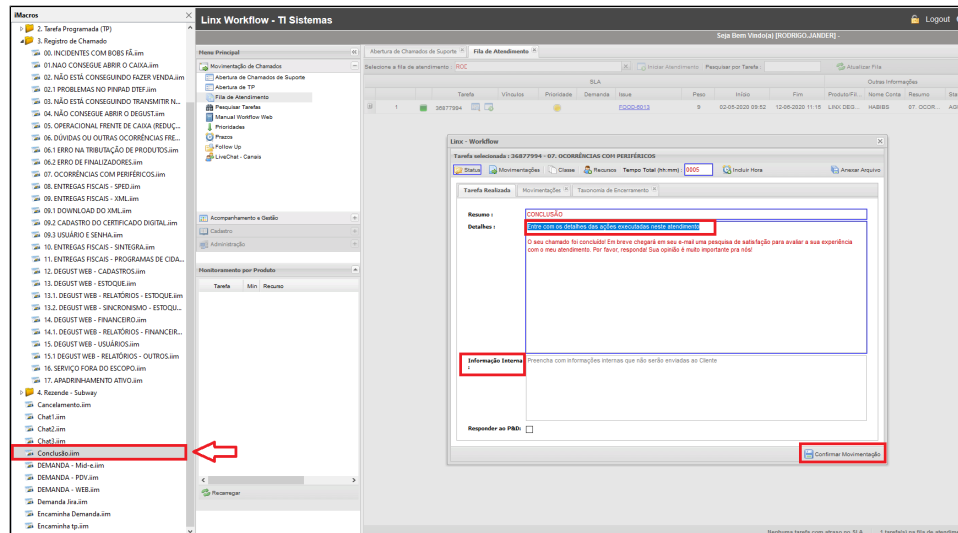 iMacros
2. Tarefa Programada (TP)
3. Registro de Chamado
00. INCIDENTES COM BOBS FÃ.iim
01.NAO CONSEGUE ABRIR O CAIXA.iim
02. NÃO ESTÁ CONSEGUINDO FAZER VENDA.iim
02.1 PROBLEMAS NO PINPAD DTEF.iim
03. NÃO ESTÁ CONSEGUINDO TRANSMITIR N...
04. NÃO CONSEGUE ABRIR O DEGUST.iim
05. OPERACIONAL FRENTE DE CAIXA (REDUÇ...
06. DÚVIDAS OU OUTRAS OCORRÊNCIAS FRE...
06.1 ERRO NA TRIBUTAÇÃO DE PRODUTOS.iim
06.2 ERRO DE FINALIZADORES.iim
07. OCORRÊNCIAS COM PERIFÉRICOS.iim
08. ENTREGAS FISCAIS - SPED.iim
09. ENTREGAS FISCAIS - XML.iim
09.1 DOWNLOAD DO XML.iim
09.2 CADASTRO DO CERTIFICADO DIGITAL.iim
09.3 USUÁRIO E SENHA.iim
10. ENTREGAS FISCAIS - SINTEGRA.iim
11. ENTREGAS FISCAIS - PROGRAMAS DE CIDA...
12. DEGUST WEB - CADASTROS.iim
13. DEGUST WEB - ESTOQUE.iim
13.1. DEGUST WEB - RELATÓRIOS - ESTOQUE.iim
13.2. DEGUST WEB - SINCRONISMO - ESTOQU...
14. DEGUST WEB - FINANCEIRO.iim
14.1. DEGUST WEB - RELATÓRIOS - FINANCEIR...
15. DEGUST WEB - USUÁRIOS.iim
15.1 DEGUST WEB - RELATÓRIOS - OUTROS.iim
16. SERVIÇO FORA DO ESCOPO.iim
17. APADRINHAMENTO ATIVO.iim
4. Rezende - Subway
Cancelamento.iim
Chat1.iim
Chat2.iim
Chat3.iim
Conclusão.iim
DEMANDA - Mid-e.iim
DEMANDA - PDV.iim
DEMANDA - WEB.iim
Demanda Jira.iim
Encaminha Demanda.iim
Encaminha tp.iim
Linx Workflow - TI Sistemas
Logout
Seja Bem Vindo(a) [RODRIGO.JANDER] -
Menu Principal
Movimentação de Chamados
Abertura de Chamados de Suporte
Abertura de TP
Fila de Atendimento
Pesquisar Tarefas
Manual Workflow Web
Prioridades
Prazos
Follow Up
LiveChat - Canais
Acompanhamento e Gestão
Cadastro
Administração
Monitoramento por Produto
Tarefa Min Recurso
Recarregar
Abertura de Chamados de Suporte Fila de Atendimento
Selecione a fila de atendimento : ROC Iniciar Atendimento Pesquisar por Tarefa : Atualizar Fila
SLA Outras Informações
Tarefa Vínculos Prioridade Demanda Issue Peso Início Fim Produto/Fil... Nome Conta Resumo Sta
1 36877994 FOOD-6013 9 02-05-2020 09:52 12-06-2020 11:16 LINX DEG... HABIBS 07. OCOR...
Linx - Workflow
Tarefa selecionada : 36877994 - 07. OCORRÊNCIAS COM PERIFÉRICOS
Status Movimentações Classe Recursos Tempo Total (hh:mm) : 0005 Incluir Hora Anexar Arquivo
Tarefa Realizada Movimentações Taxonomia de Encerramento
Resumo : CONCLUSÃO
Detalhes : Entre com os detalhes das ações executadas neste atendimento
O seu chamado foi concluído! Em breve chegará em seu e-mail uma pesquisa de satisfação para avaliar a sua experiência
com o meu atendimento. Por favor, responda! Sua opinião é muito importante pra nós!
Informação Interna : Preencha com informações internas que não serão enviadas ao Cliente
Responder ao P&D:
Confirmar Movimentação